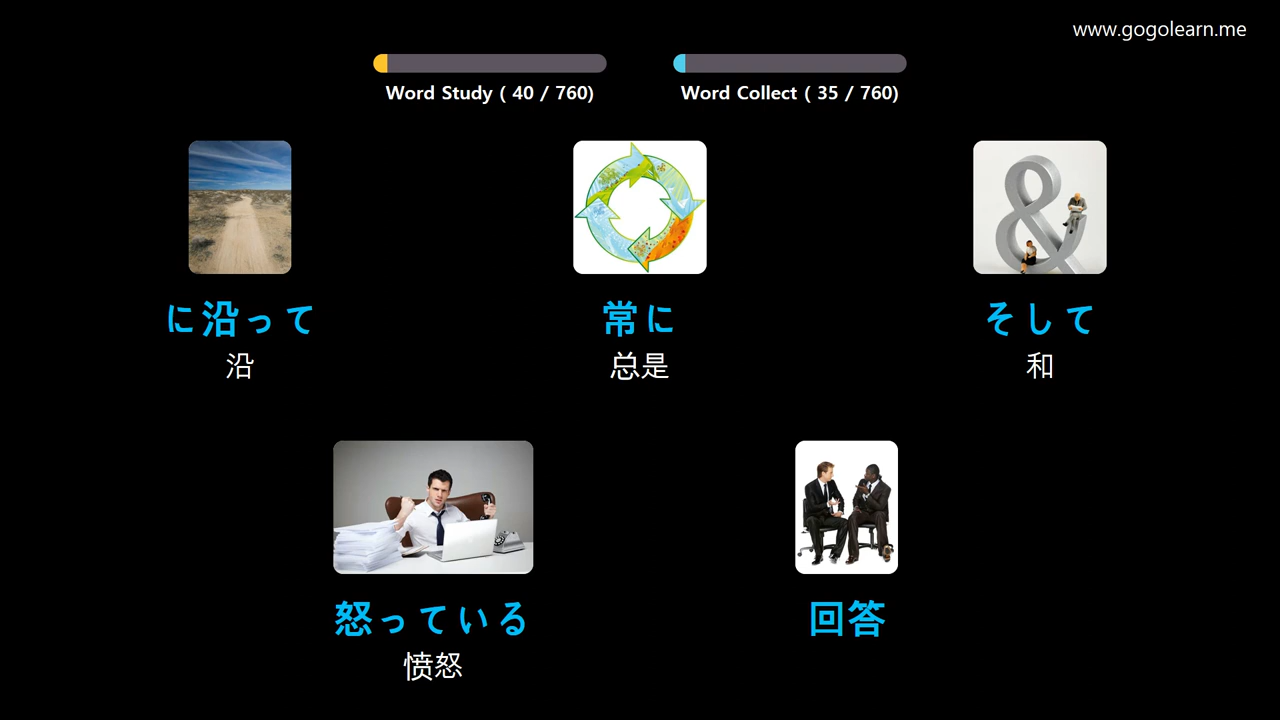 www.gogolearn.me
Word Study ( 40 / 760)
Word Collect ( 35 / 760)
に沿って
沿
常に
总是
そして
和
怒っている
愤怒
回答